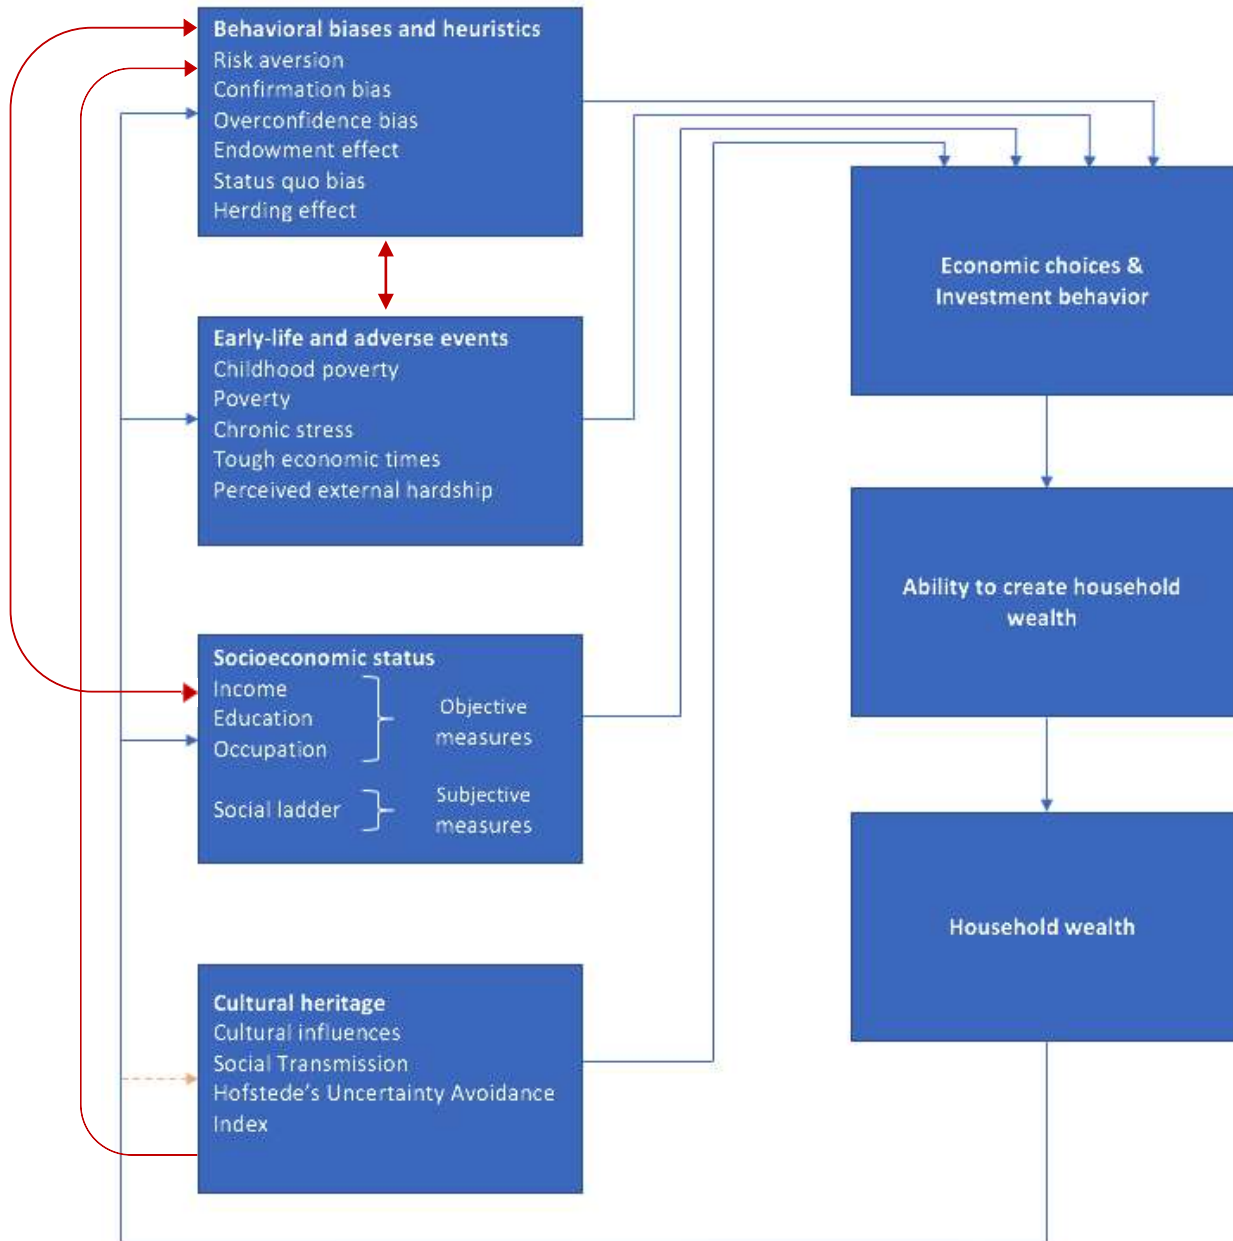 Behavioral biases and heuristics
Risk aversion
Confirmation bias
Overconfidence bias
Endowment effect
Status quo bias
Herding effect
Early-life and adverse events
Childhood poverty
Poverty
Chronic stress
Tough economic times
Perceived external hardship
Socioeconomic status
Income
Education
Occupation
Objective
measures
Social ladder
Subjective
measures
Cultural heritage
Cultural influences
Social Transmission
Hofstede's Uncertainty Avoidance
Index
Economic choices &
Investment behavior
Ability to create household
wealth
Household wealth